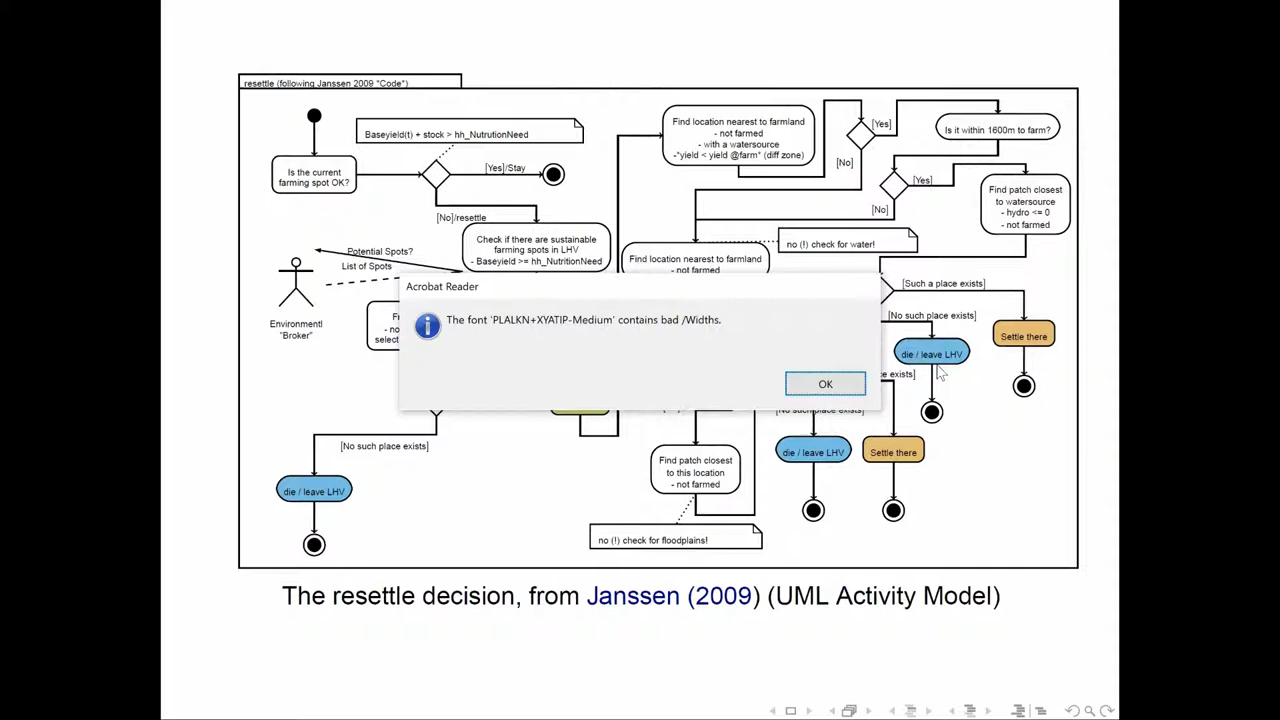 resettle (following Janssen 2009 "Code")
Baseyield(t) + stock > hh_NutrutionNeed
Is the current
farming spot OK?
[Yes]/Stay
[No]/resettle
Check if there are sustainable
farming spots in LHV
- Baseyield >= hh_NutritionNeed
Potential Spots?
List of Spots
Environmentl
"Broker"
Find location nearest to farmland
- not farmed
- with a watersource
-*yield < yield @farm* (diff zone)
[Yes]
[No]
Is it within 1600m to farm?
[Yes]
[No]
Find patch closest
to watersource
- hydro <= 0
- not farmed
no (!) check for water!
Find location nearest to farmland
- not farmed
[Such a place exists]
[No such place exists]
Settle there
die / leave LHV
Acrobat Reader
The font 'PLALKN+XYATIP-Medium' contains bad /Widths.
OK
[No such place exists]
die / leave LHV
Find patch closest
to this location
- not farmed
no (!) check for floodplains!
[No such place exists]
die / leave LHV
Settle there
The resettle decision, from Janssen (2009) (UML Activity Model)